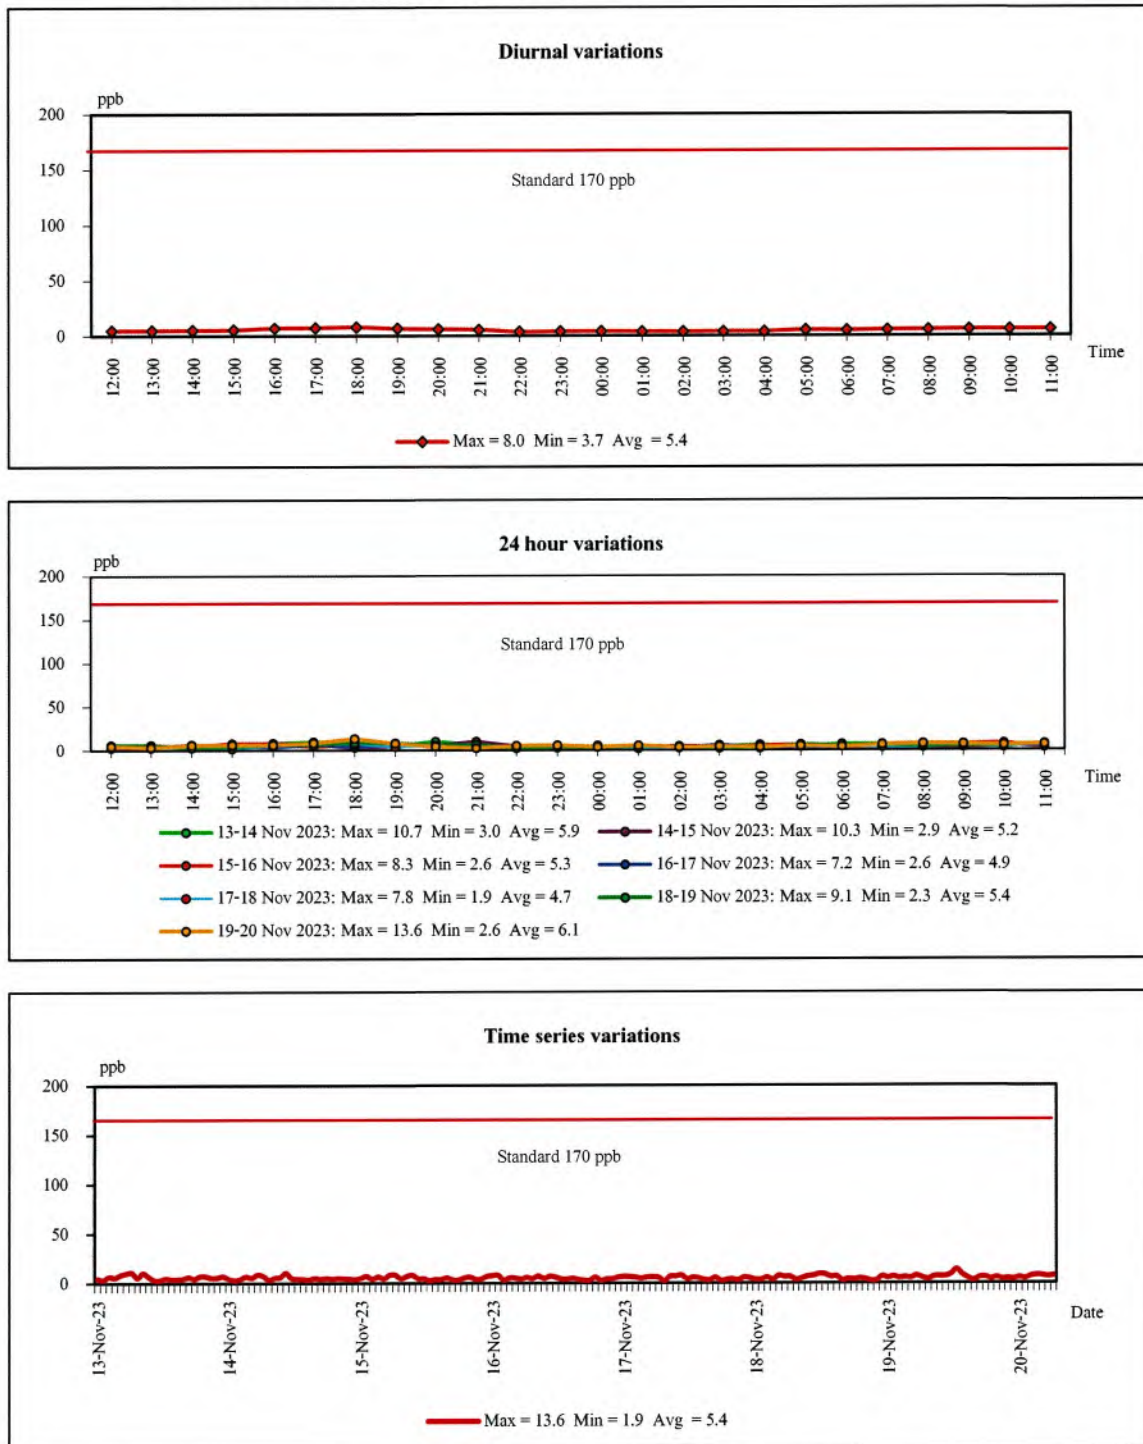 Diurnal variations
ppb
200
150
100
50
0
Standard 170 ppb
12:00 13:00 14:00 15:00 16:00 17:00 18:00 19:00 20:00 21:00 22:00 23:00 00:00 01:00 02:00 03:00 04:00 05:00 06:00 07:00 08:00 09:00 10:00 11:00
Time
Max = 8.0 Min = 3.7 Avg = 5.4
24 hour variations
ppb
200
150
100
50
0
Standard 170 ppb
12:00 13:00 14:00 15:00 16:00 17:00 18:00 19:00 20:00 21:00 22:00 23:00 00:00 01:00 02:00 03:00 04:00 05:00 06:00 07:00 08:00 09:00 10:00 11:00
Time
13-14 Nov 2023: Max = 10.7 Min = 3.0 Avg = 5.9
14-15 Nov 2023: Max = 10.3 Min = 2.9 Avg = 5.2
15-16 Nov 2023: Max = 8.3 Min = 2.6 Avg = 5.3
16-17 Nov 2023: Max = 7.2 Min = 2.6 Avg = 4.9
17-18 Nov 2023: Max = 7.8 Min = 1.9 Avg = 4.7
18-19 Nov 2023: Max = 9.1 Min = 2.3 Avg = 5.4
19-20 Nov 2023: Max = 13.6 Min = 2.6 Avg = 6.1
Time series variations
ppb
200
150
100
50
0
Standard 170 ppb
13-Nov-23 14-Nov-23 15-Nov-23 16-Nov-23 17-Nov-23 18-Nov-23 19-Nov-23 20-Nov-23
Date
Max = 13.6 Min = 1.9 Avg = 5.4